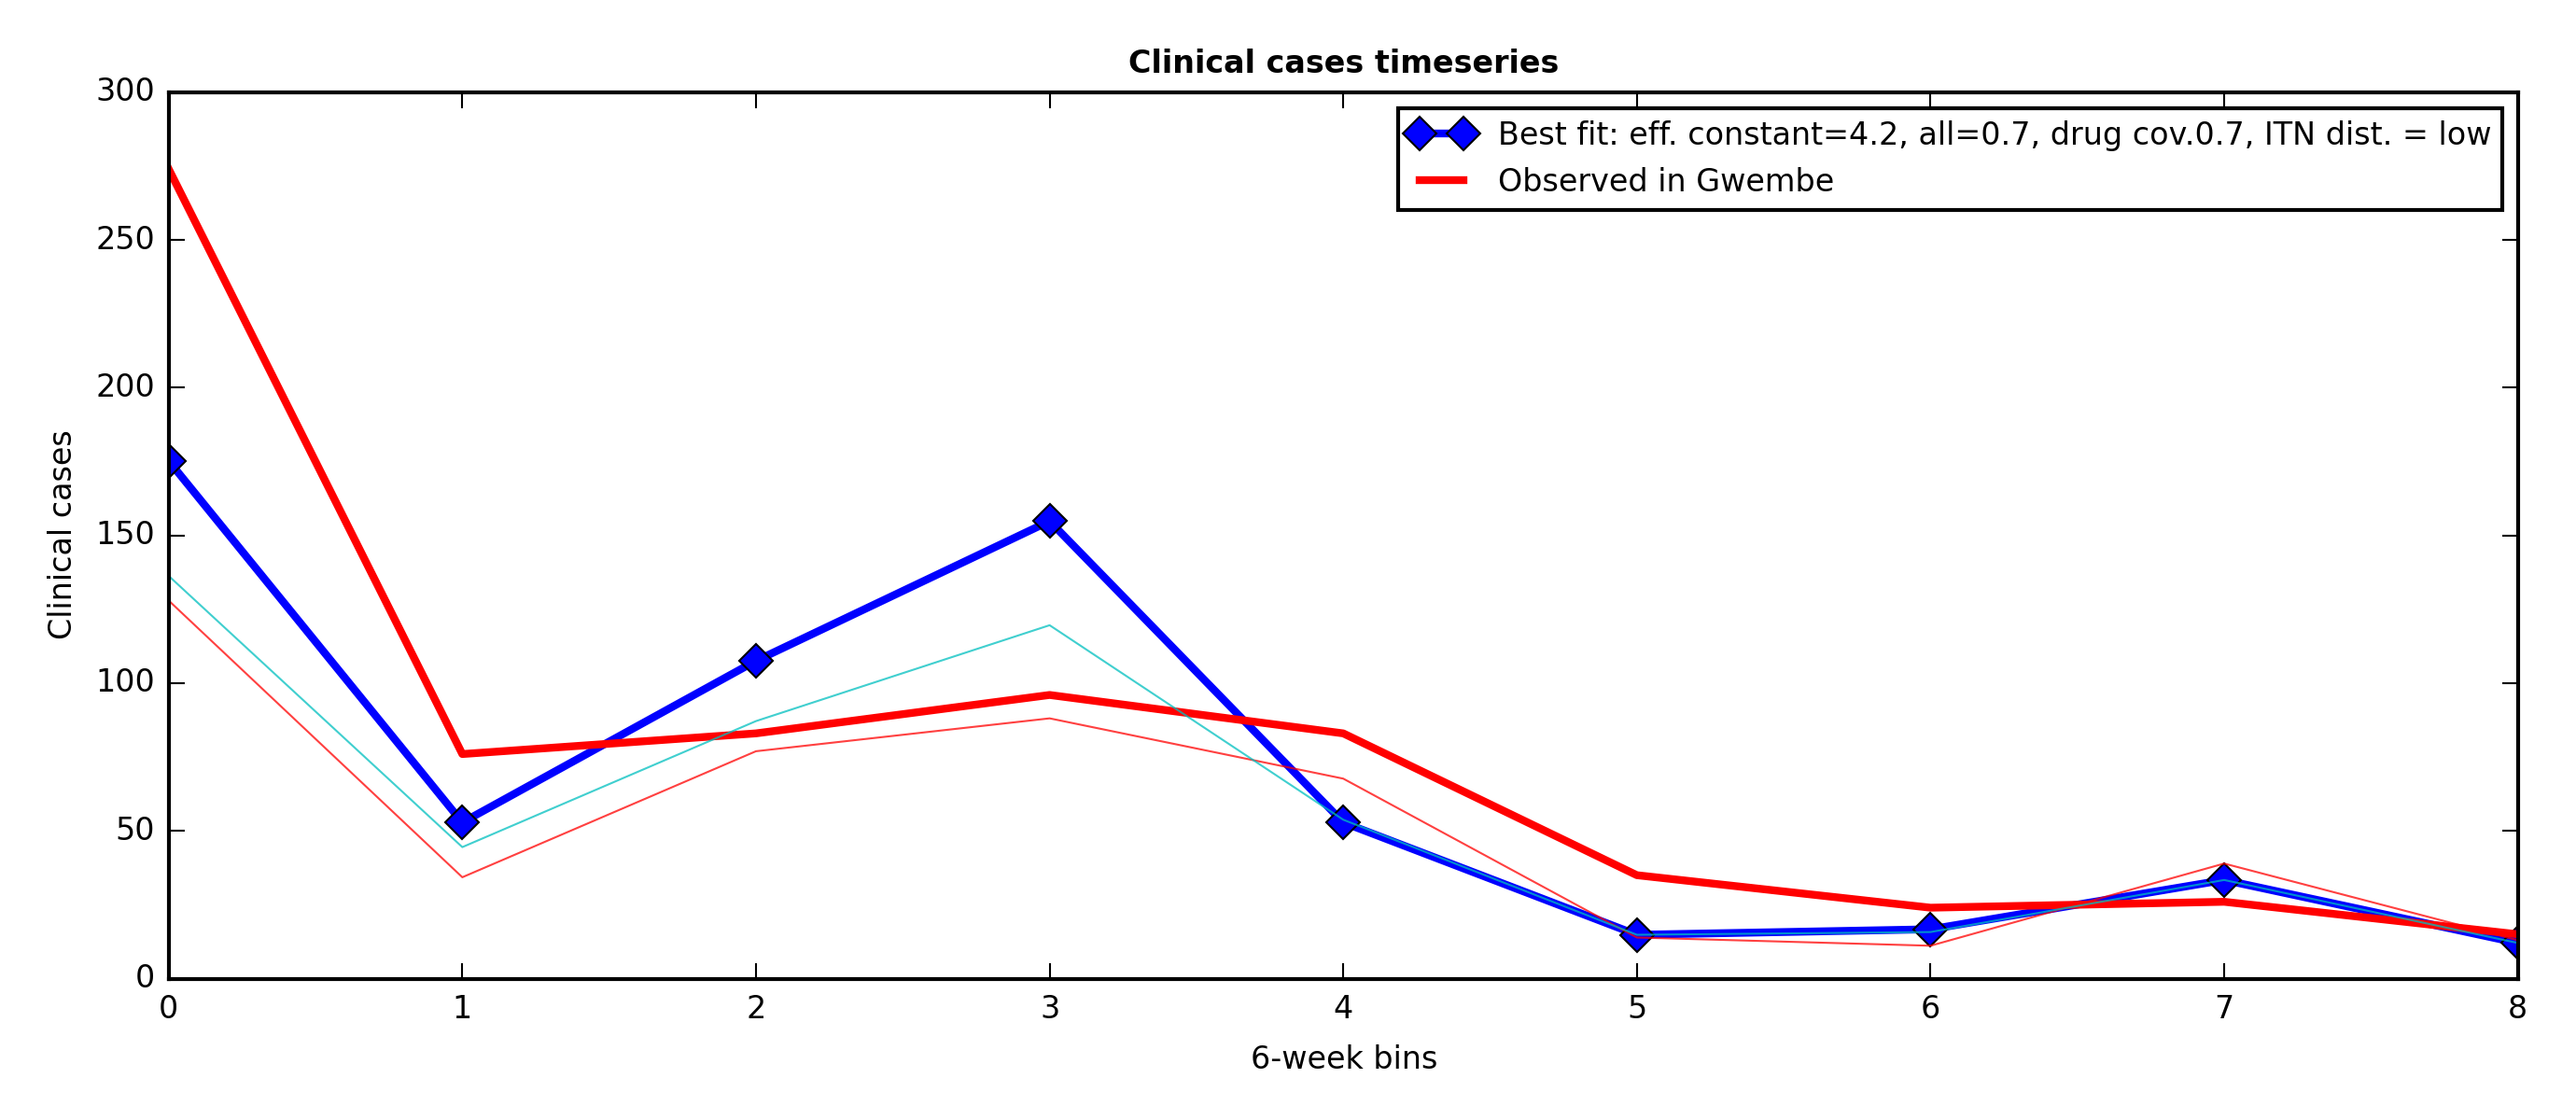 Clinical cases timeseries
300
250
200
150
100
50
0
Clinical cases
Best fit: eff. constant=4.2, all=0.7, drug cov.0.7, ITN dist. = low
Observed in Gwembe
0 1 2 3 4 5 6 7 8
6-week bins